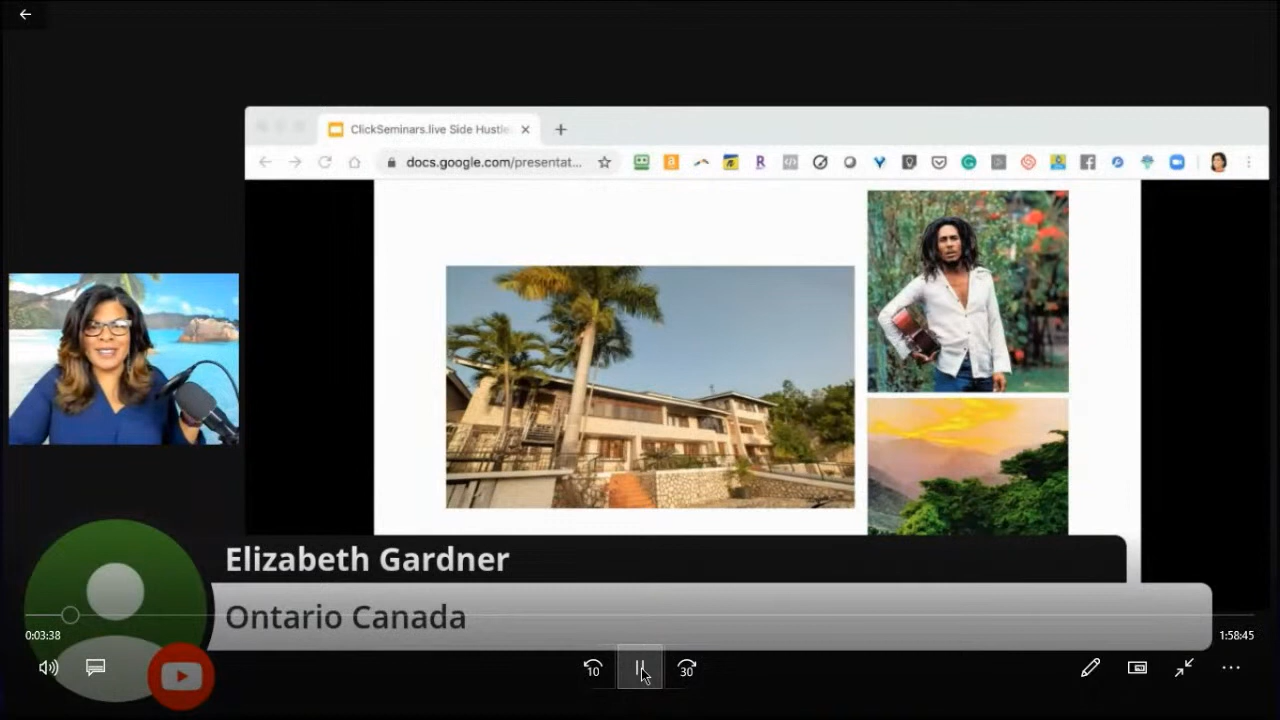 ClickSeminars.live Side Hustle
docs.google.com/presentat...
Elizabeth Gardner
Ontario Canada
0:03:38
1:58:45
10
30